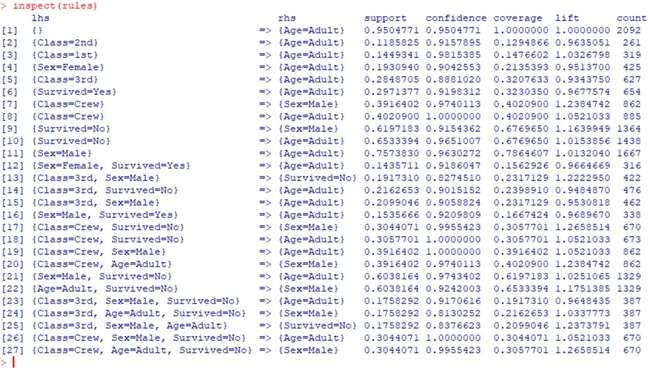 > inspect(rules)
lhs rhs support confidence coverage lift count
[1] {} => {Age=Adult} 0.9504771 0.9504771 1.0000000 1.0000000 2092
[2] {Class=2nd} => {Age=Adult} 0.1185825 0.9157895 0.1294866 0.9635051 261
[3] {Class=1st} => {Age=Adult} 0.1449341 0.9815385 0.1476602 1.0326798 319
[4] {Sex=Female} => {Age=Adult} 0.1930940 0.9042553 0.2135393 0.9513700 425
[5] {Class=3rd} => {Age=Adult} 0.2848705 0.8881020 0.3207633 0.9343750 627
[6] {Survived=Yes} => {Age=Adult} 0.2971377 0.9198312 0.3230350 0.9677574 654
[7] {Class=Crew} => {Sex=Male} 0.3916402 0.9740113 0.4020900 1.2384742 862
[8] {Class=Crew} => {Age=Adult} 0.4020900 1.0000000 0.4020900 1.0521033 885
[9] {Survived=No} => {Sex=Male} 0.6197183 0.9154362 0.6769650 1.1639949 1364
[10] {Survived=No} => {Age=Adult} 0.6533394 0.9651007 0.6769650 1.0153856 1438
[11] {Sex=Male} => {Age=Adult} 0.7573830 0.9630272 0.7864607 1.0132040 1667
[12] {Sex=Female, Survived=Yes} => {Age=Adult} 0.1435711 0.9186047 0.1562926 0.9664669 316
[13] {Class=3rd, Sex=Male} => {Survived=No} 0.1917310 0.8274510 0.2317129 1.2222950 422
[14] {Class=3rd, Survived=No} => {Age=Adult} 0.2162653 0.9015152 0.2398910 0.9484870 476
[15] {Class=3rd, Sex=Male} => {Age=Adult} 0.2099046 0.9058824 0.2317129 0.9530818 462
[16] {Sex=Male, Survived=Yes} => {Age=Adult} 0.1535666 0.9209809 0.1667424 0.9689670 338
[17] {Class=Crew, Survived=No} => {Sex=Male} 0.3044071 0.9955423 0.3057701 1.2658514 670
[18] {Class=Crew, Survived=No} => {Age=Adult} 0.3057701 1.0000000 0.3057701 1.0521033 673
[19] {Class=Crew, Sex=Male} => {Age=Adult} 0.3916402 1.0000000 0.3916402 1.0521033 862
[20] {Class=Crew, Age=Adult} => {Sex=Male} 0.3916402 0.9740113 0.4020900 1.2384742 862
[21] {Sex=Male, Survived=No} => {Age=Adult} 0.6038164 0.9743402 0.6197183 1.0251065 1329
[22] {Age=Adult, Survived=No} => {Sex=Male} 0.6038164 0.9242003 0.6533394 1.1751385 1329
[23] {Class=3rd, Sex=Male, Survived=No} => {Age=Adult} 0.1758292 0.9170616 0.1917310 0.9648435 387
[24] {Class=3rd, Age=Adult, Survived=No} => {Sex=Male} 0.1758292 0.8130252 0.2162653 1.0337773 387
[25] {Class=3rd, Sex=Male, Age=Adult} => {Survived=No} 0.1758292 0.8376623 0.2099046 1.2373791 387
[26] {Class=Crew, Sex=Male, Survived=No} => {Age=Adult} 0.3044071 1.0000000 0.3044071 1.0521033 670
[27] {Class=Crew, Age=Adult, Survived=No} => {Sex=Male} 0.3044071 0.9955423 0.3057701 1.2658514 670
>